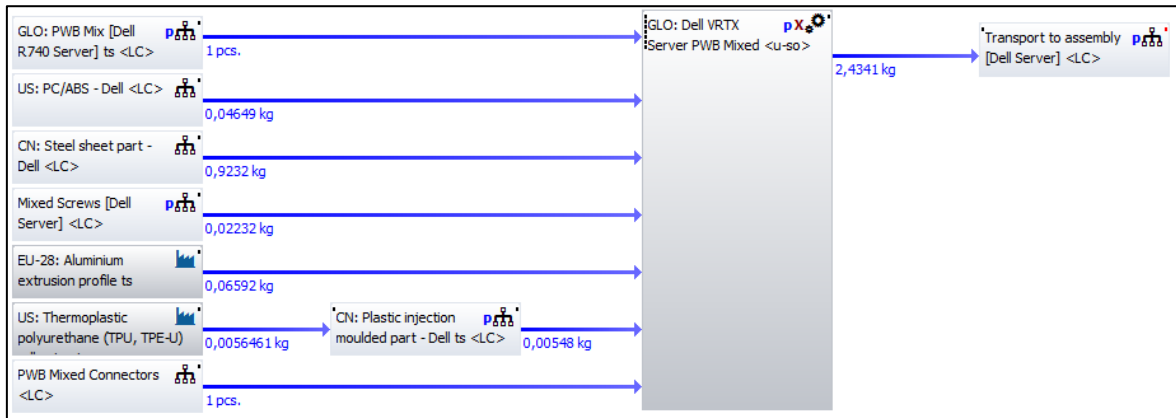 GLO: PWB Mix [Dell
R740 Server] ts <LC>
p
1 pcs.
US: PC/ABS - Dell <LC>
0,04649 kg
CN: Steel sheet part -
Dell <LC>
0,9232 kg
Mixed Screws [Dell
Server] <LC>
p
0,02232 kg
EU-28: Aluminium
extrusion profile ts
0,06592 kg
US: Thermoplastic
polyurethane (TPU, TPE-U)
0,0056461 kg
CN: Plastic injection
moulded part - Dell ts <LC>
p
0,00548 kg
PWB Mixed Connectors
<LC>
1 pcs.
GLO: Dell VRTX
Server PWB Mixed <u-so>
pX
2,4341 kg
Transport to assembly
[Dell Server] <LC>
p